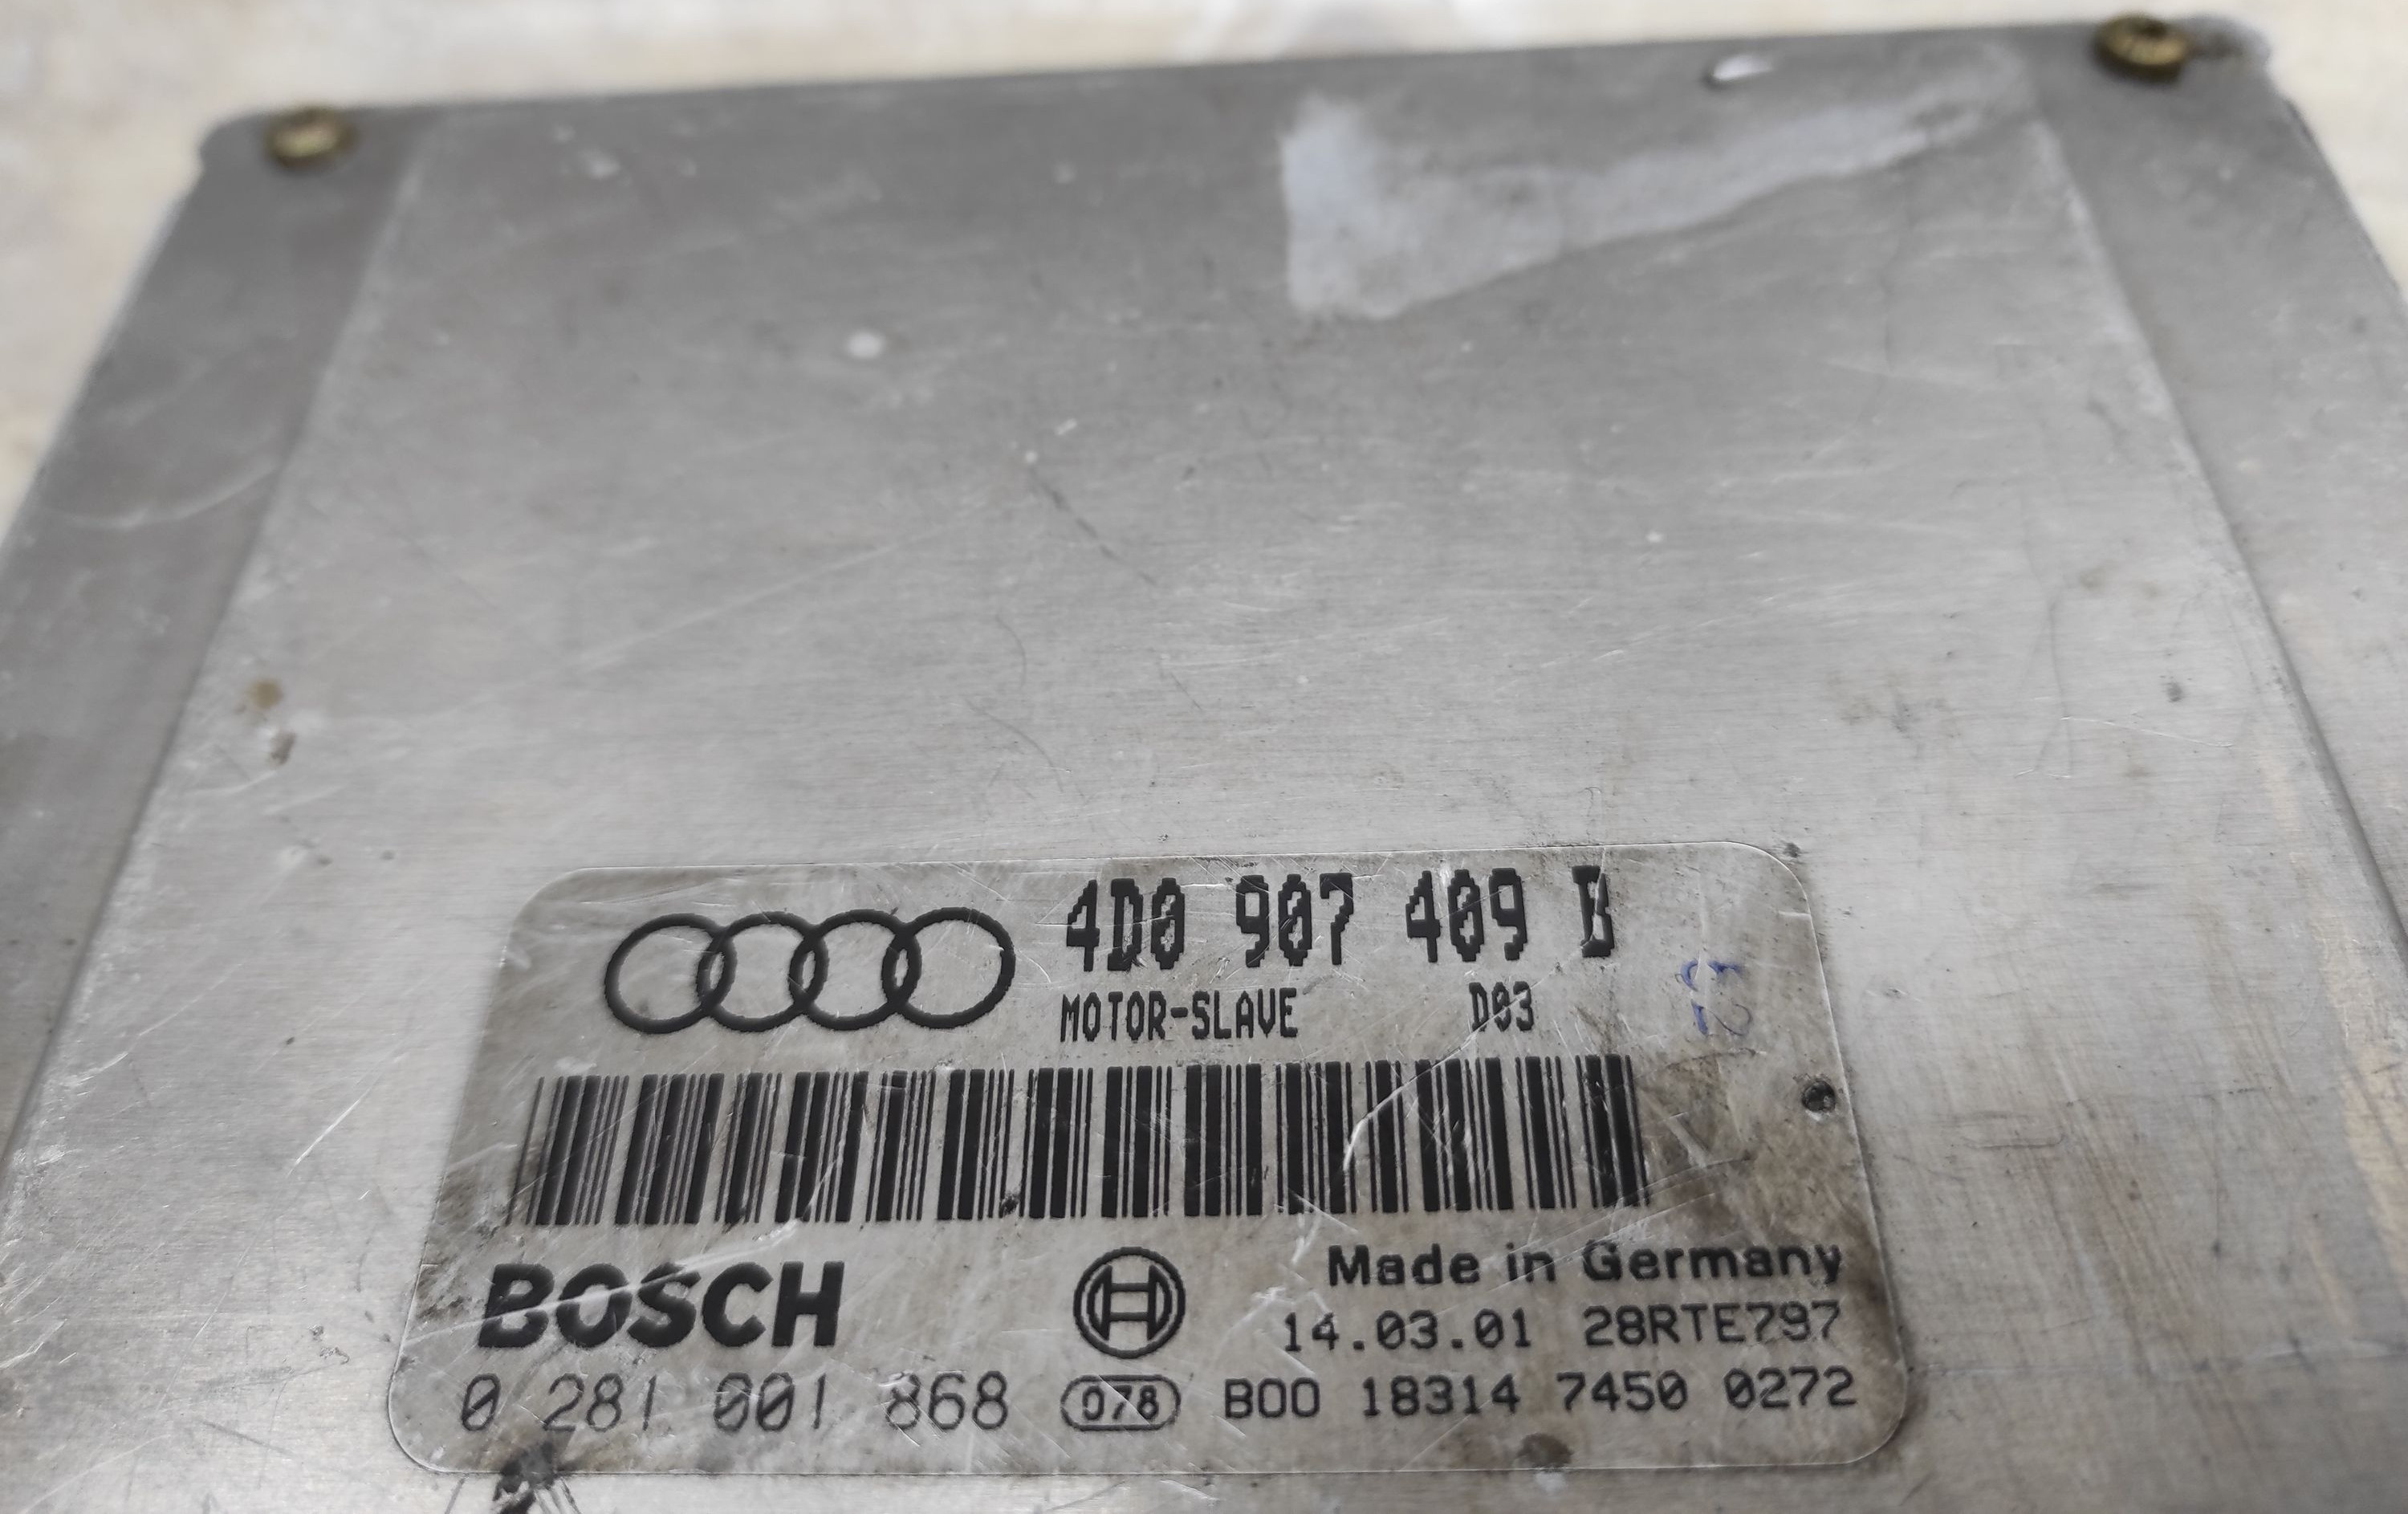 4D0 907 409 B
MOTOR-SLAVE D03
BOSCH
Made in Germany
14.03.01 28RTE797
0 281 001 868 078 B00 18314 7450 0272